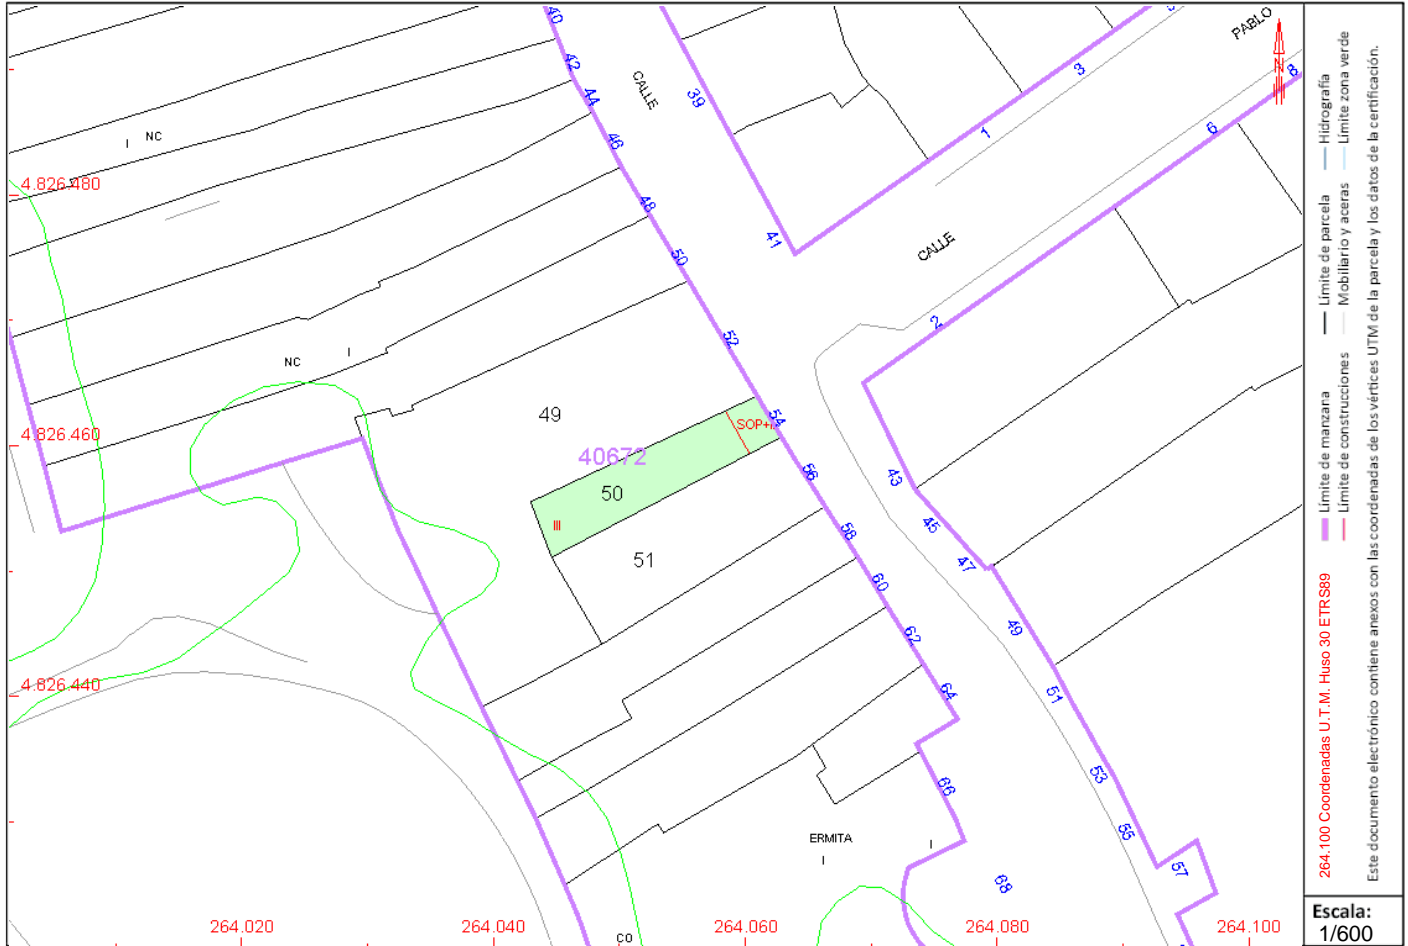 40
42
44
46
48
50
52
54
56
58
60
62
64
66
68
39
41
1
3
CALLE
PABLO
8
6
CALLE
2
43
45
47
49
51
53
55
57
I NC
NC I
4.826.480
4.826.460
4.826.440
49
40672
50
51
III
ERMITA
I
I
CO
264.020
264.040
264.060
264.080
264.100
N
Hidrografía
Límite zona verde
Límite de parcela
Mobiliario y aceras
Límite de manzana
Límite de construcciones
264.100 Coordenadas U.T.M. Huso 30 ETRS89
Este documento electrónico contiene anexos con las coordenadas de los vértices UTM de la parcela y los datos de la certificación.
Escala:
1/600